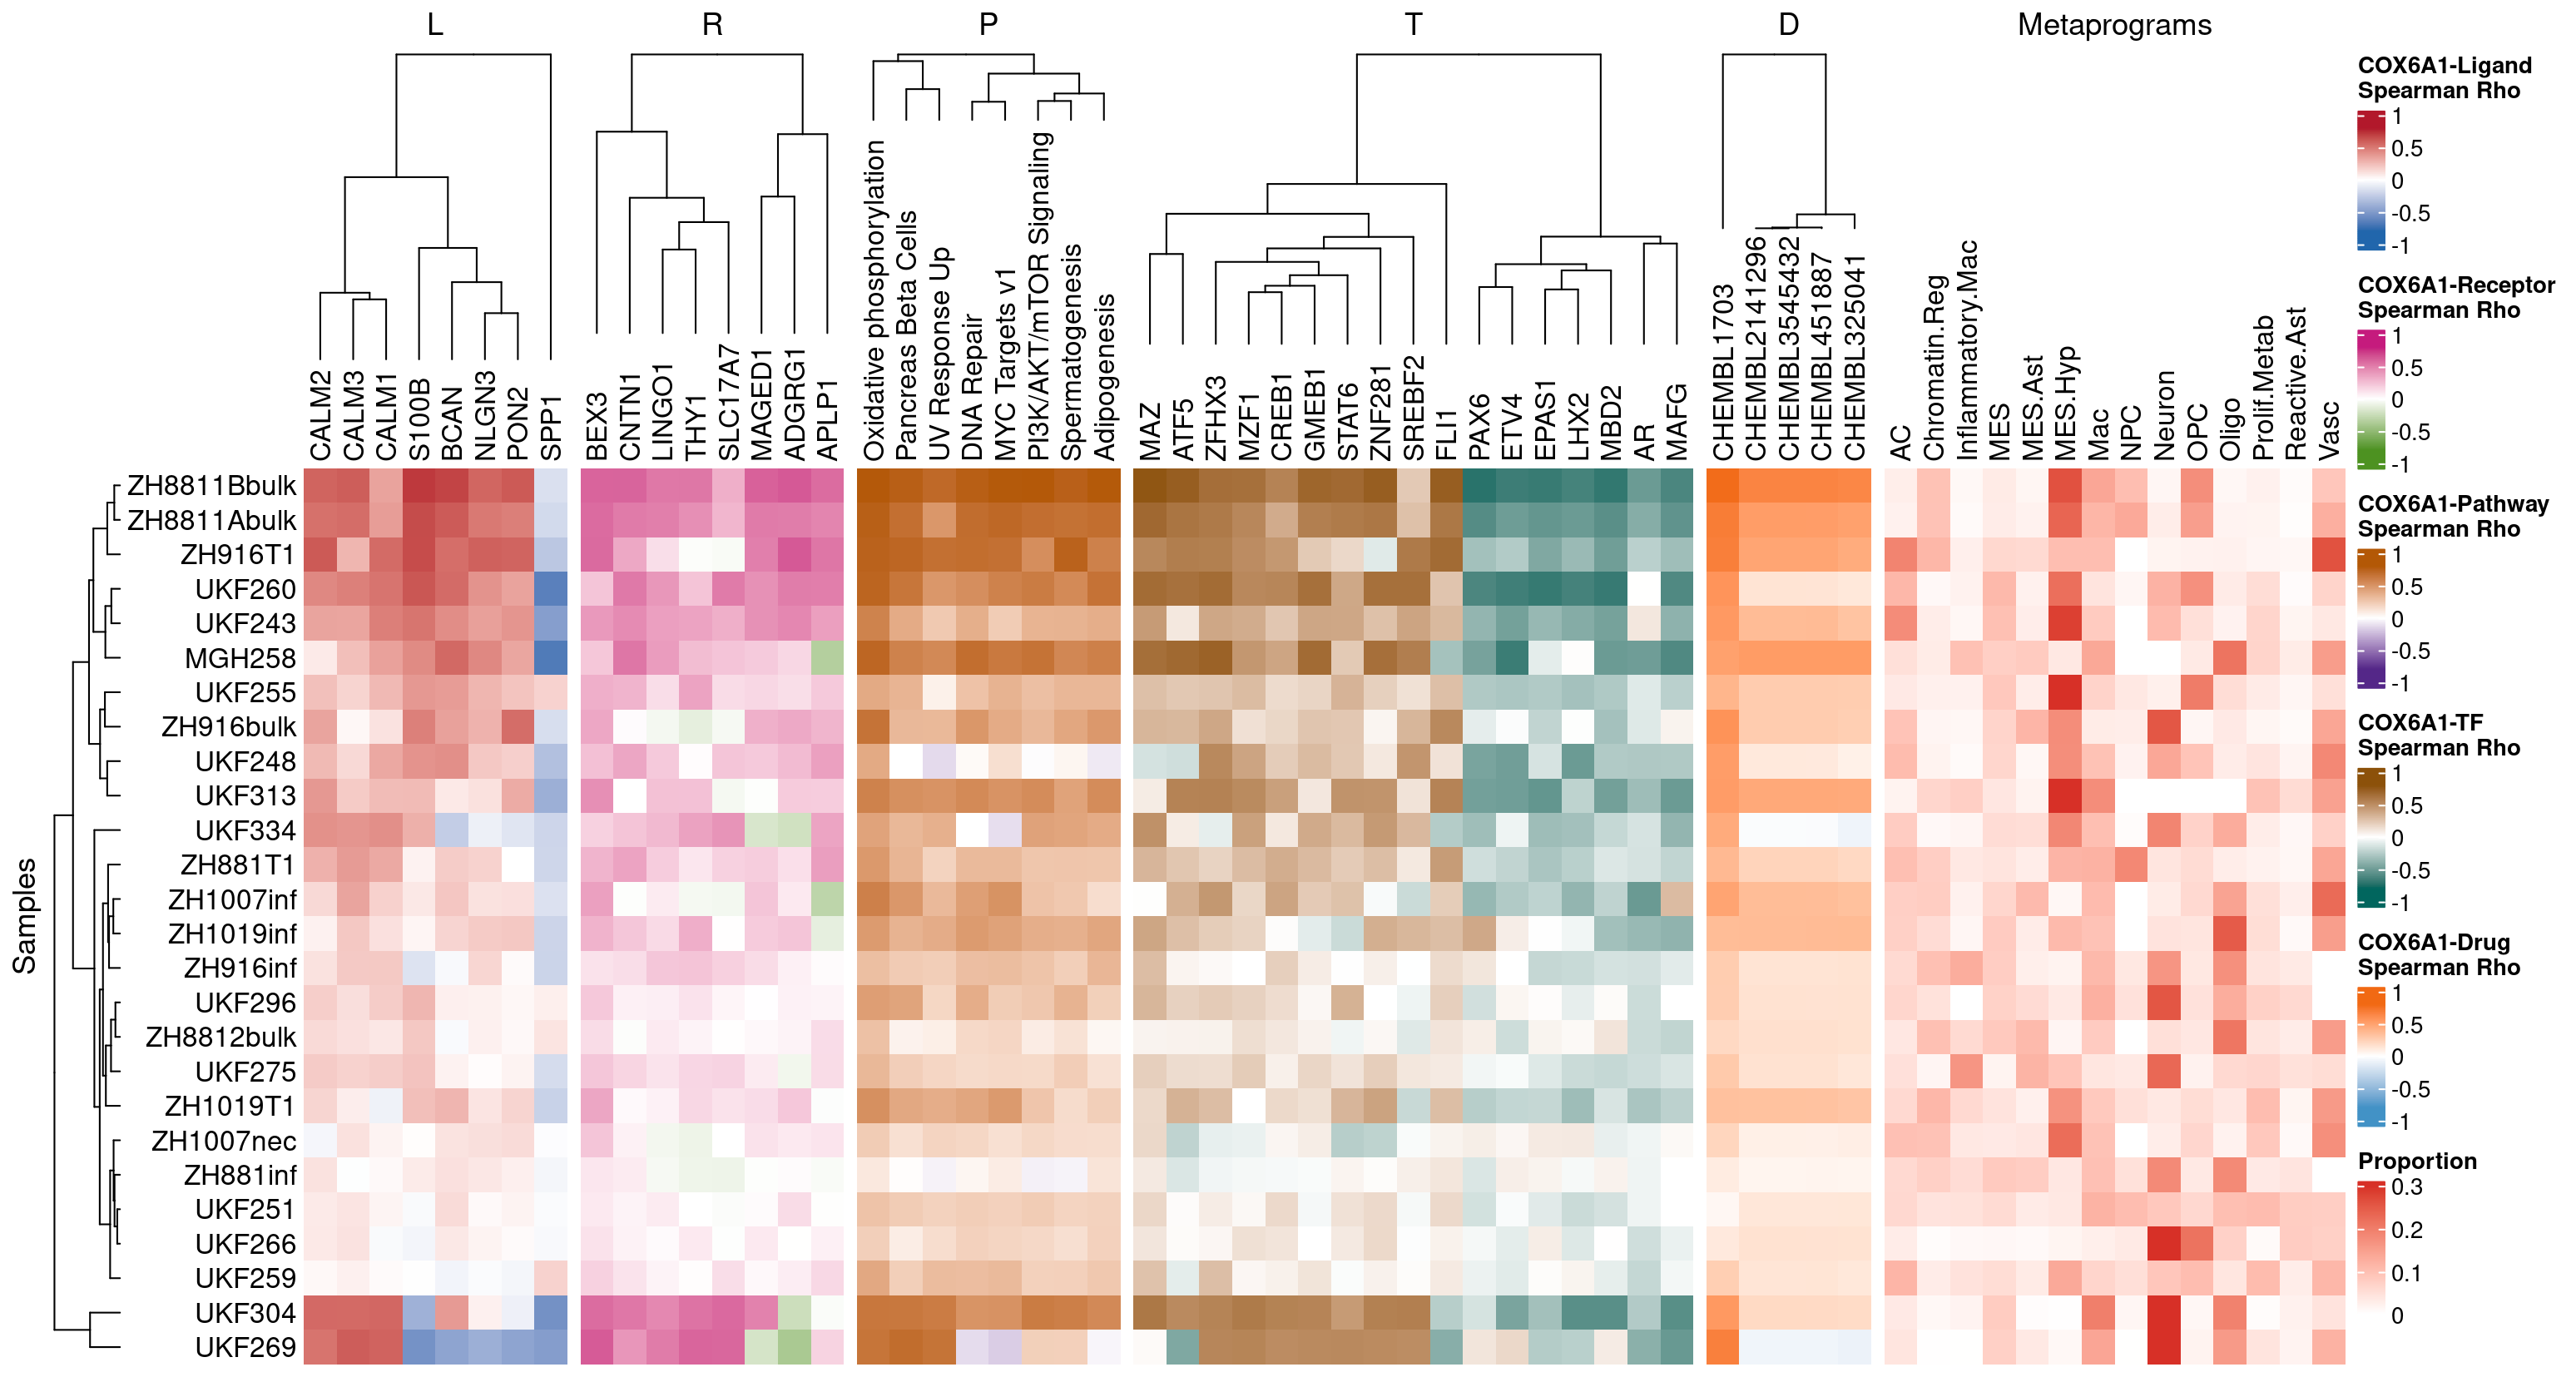 L R P T D Metaprograms
CALM2 CALM3 CALM1 S100B BCAN NLGN3 PON2 SPP1
BEX3 CNTN1 LINGO1 THY1 SLC17A7 MAGED1 ADGRG1 APLP1
Oxidative phosphorylation
Pancreas Beta Cells
UV Response Up
DNA Repair
MYC Targets v1
PI3K/AKT/mTOR Signaling
Spermatogenesis
Adipogenesis
MAZ ATF5 ZFHX3 MZF1 CREB1 GMEB1 STAT6 ZNF281 SREBF2 FLI1 PAX6 ETV4 EPAS1 LHX2 MBD2 AR MAFG
CHEMBL1703 CHEMBL2141296 CHEMBL3545432 CHEMBL451887 CHEMBL325041
AC Chromatin.Reg Inflammatory.Mac MES MES.Ast MES.Hyp Mac NPC Neuron OPC Oligo Prolif.Metab Reactive.Ast Vasc
Samples
ZH8811Bbulk
ZH8811Abulk
ZH916T1
UKF260
UKF243
MGH258
UKF255
ZH916bulk
UKF248
UKF313
UKF334
ZH881T1
ZH1007inf
ZH1019inf
ZH916inf
UKF296
ZH8812bulk
UKF275
ZH1019T1
ZH1007nec
ZH881inf
UKF251
UKF266
UKF259
UKF304
UKF269
COX6A1-Ligand
Spearman Rho
1
0.5
0
-0.5
-1
COX6A1-Receptor
Spearman Rho
1
0.5
0
-0.5
-1
COX6A1-Pathway
Spearman Rho
1
0.5
0
-0.5
-1
COX6A1-TF
Spearman Rho
1
0.5
0
-0.5
-1
COX6A1-Drug
Spearman Rho
1
0.5
0
-0.5
-1
Proportion
0.3
0.2
0.1
0